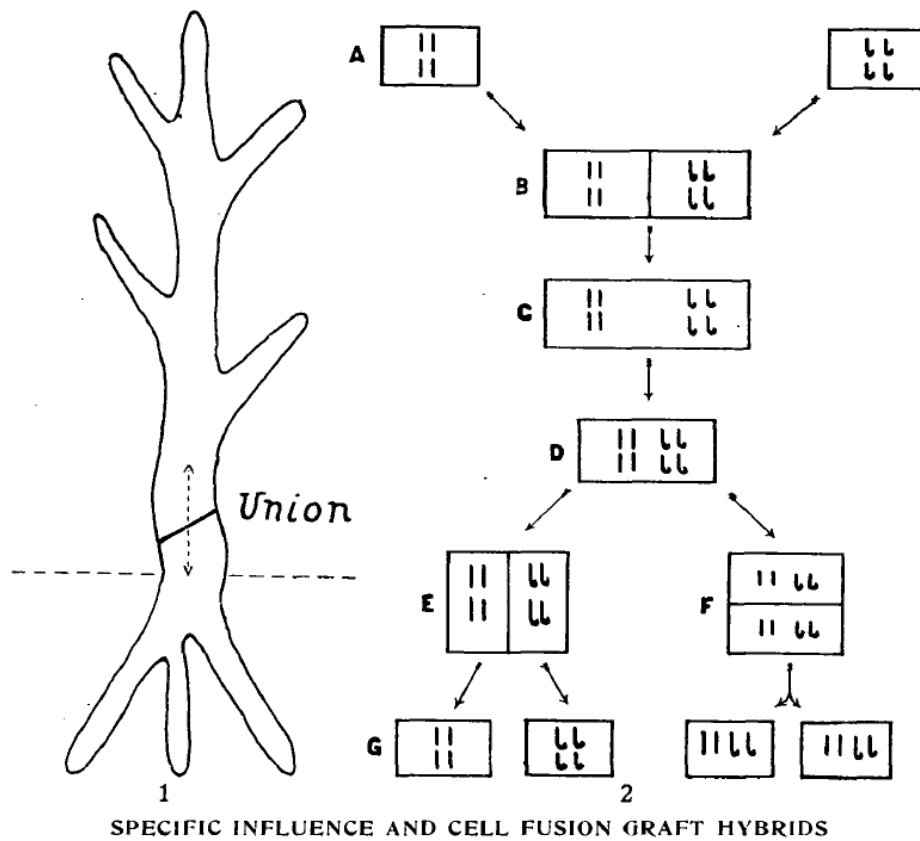 A
B
C
Union
D
E
F
G
1 2
SPECIFIC INFLUENCE AND CELL FUSION GRAFT HYBRIDS